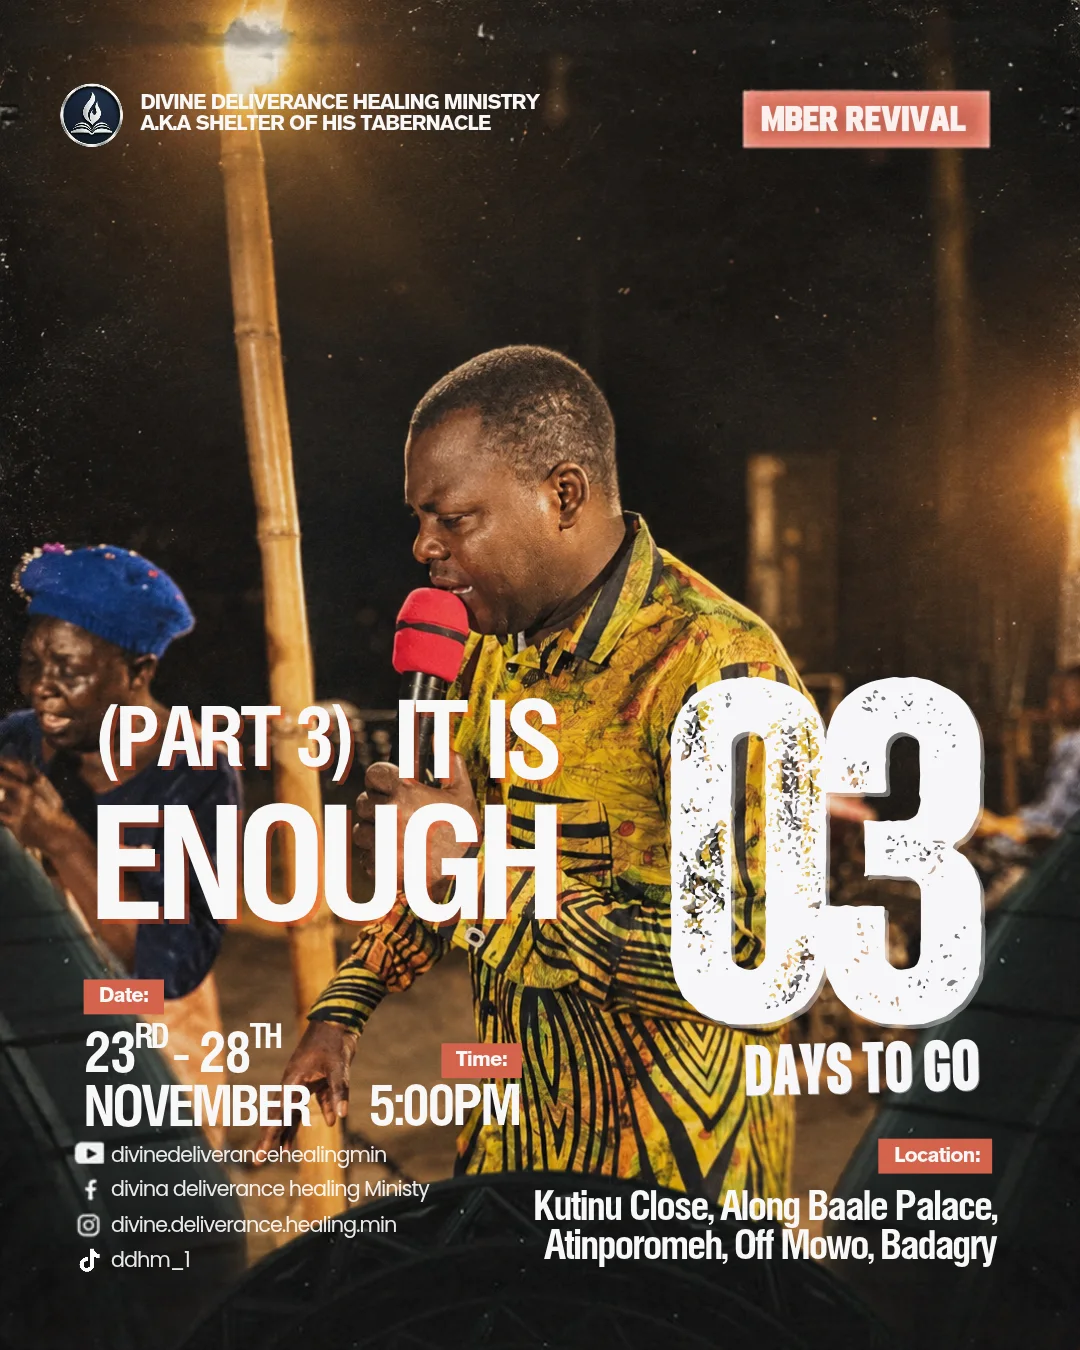 DIVINE DELIVERANCE HEALING MINISTRY
A.K.A SHELTER OF HIS TABERNACLE
MBER REVIVAL
(PART 3) IT IS
ENOUGH
03
DAYS TO GO
Date:
23RD - 28TH
NOVEMBER
Time:
5:00PM
divinedeliverancehealingmin
divina deliverance healing Ministy
divine.deliverance.healing.min
ddhm_1
Location:
Kutinu Close, Along Baale Palace,
Atinporomeh, Off Mowo, Badagry